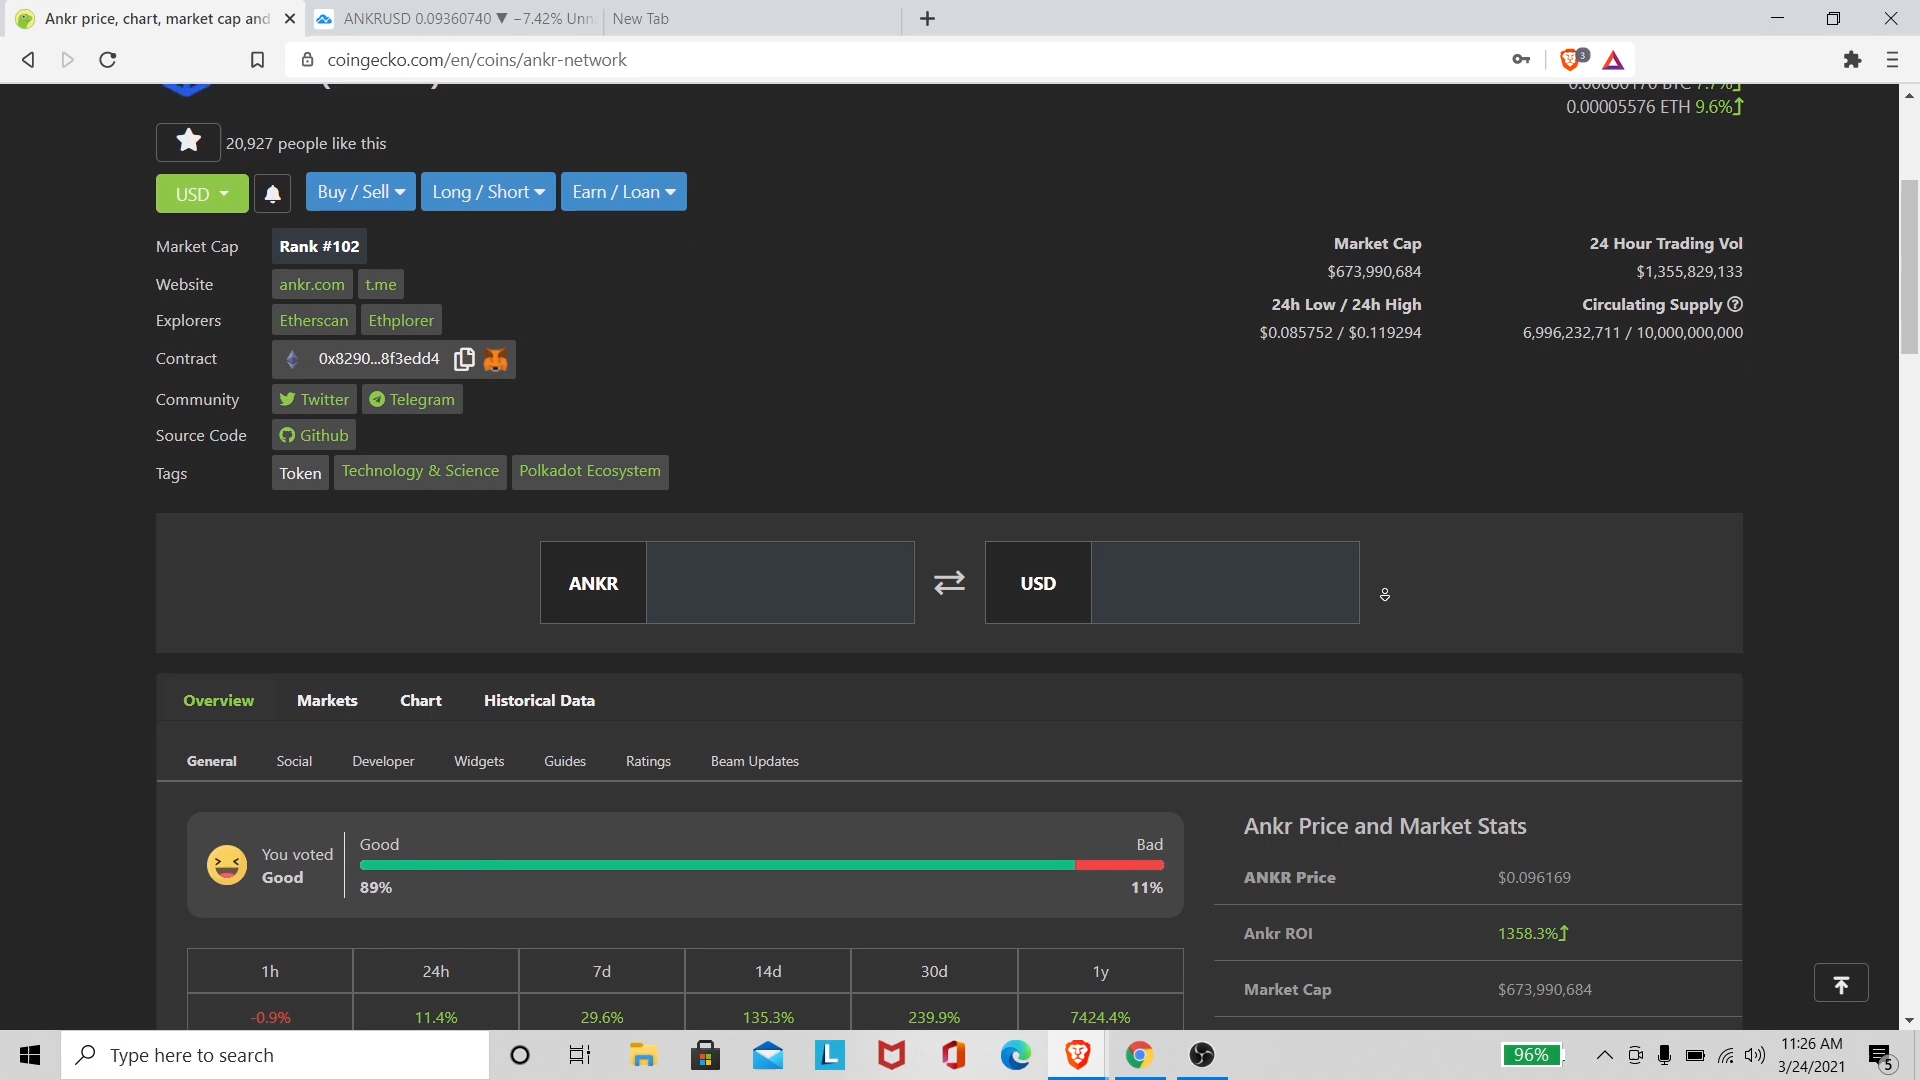 Ankr price, chart, market cap and
ANKRUSD 0.09360740 ▼ −7.42% Unna
New Tab
coingecko.com/en/coins/ankr-network
3
0.00000170 BTC 7.7%
0.00005576 ETH 9.6%
20,927 people like this
USD
Buy / Sell
Long / Short
Earn / Loan
Market Cap
Rank #102
Website
ankr.com
t.me
Explorers
Etherscan
Ethplorer
Contract
0x8290...8f3edd4
Community
Twitter
Telegram
Source Code
Github
Tags
Token
Technology & Science
Polkadot Ecosystem
Market Cap
$673,990,684
24 Hour Trading Vol
$1,355,829,133
24h Low / 24h High
$0.085752 / $0.119294
Circulating Supply
6,996,232,711 / 10,000,000,000
ANKR
USD
Overview
Markets
Chart
Historical Data
General
Social
Developer
Widgets
Guides
Ratings
Beam Updates
You voted
Good
Good
Bad
89%
11%
1h
24h
7d
14d
30d
1y
-0.9%
11.4%
29.6%
135.3%
239.9%
7424.4%
Ankr Price and Market Stats
ANKR Price
$0.096169
Ankr ROI
1358.3%
Market Cap
$673,990,684
Type here to search
L
96%
11:26 AM
3/24/2021
5